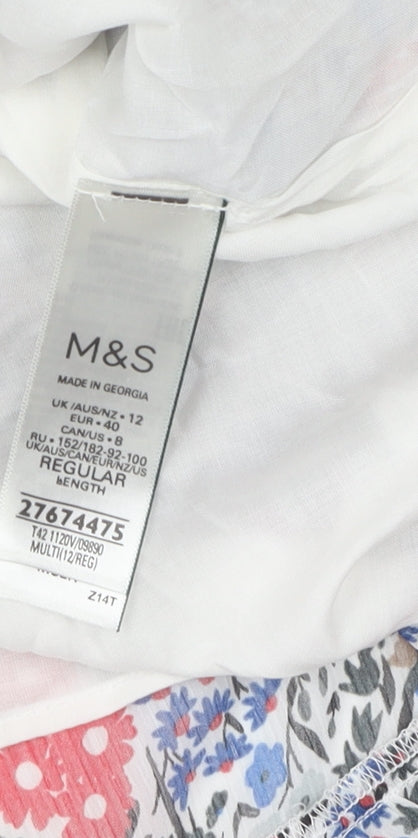 M&S
MADE IN GEORGIA
UK/AUS/NZ • 12
EUR • 40
CAN/US • 8
RU • 152/182-92-100
UK/AUS/CAN/EUR/NZ/US
REGULAR
LENGTH
27674475
T42 1120V/09890
MULTI(12/REG)
Z14T